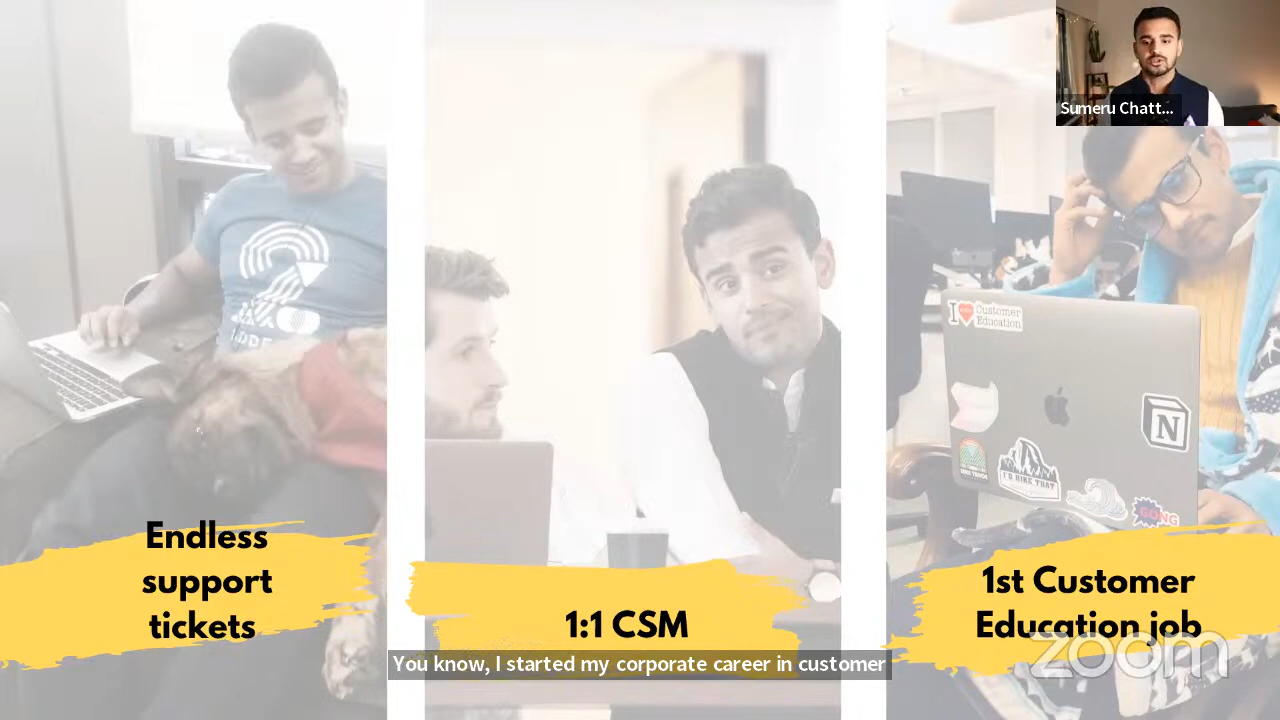 Sumeru Chatt...
I
Customer
Education
N
I'D HIKE THAT
GONG
Endless
support
tickets
1:1 CSM
1st Customer
Education job
You know, I started my corporate career in customer
zoom